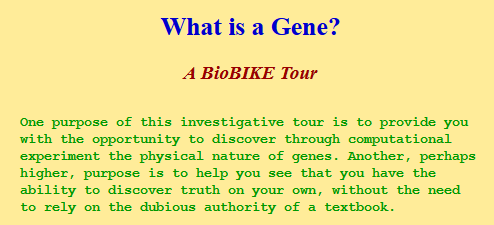 What is a Gene?
A BioBIKE Tour
One purpose of this investigative tour is to provide you
with the opportunity to discover through computational
experiment the physical nature of genes. Another, perhaps
higher, purpose is to help you see that you have the
ability to discover truth on your own, without the need
to rely on the dubious authority of a textbook.